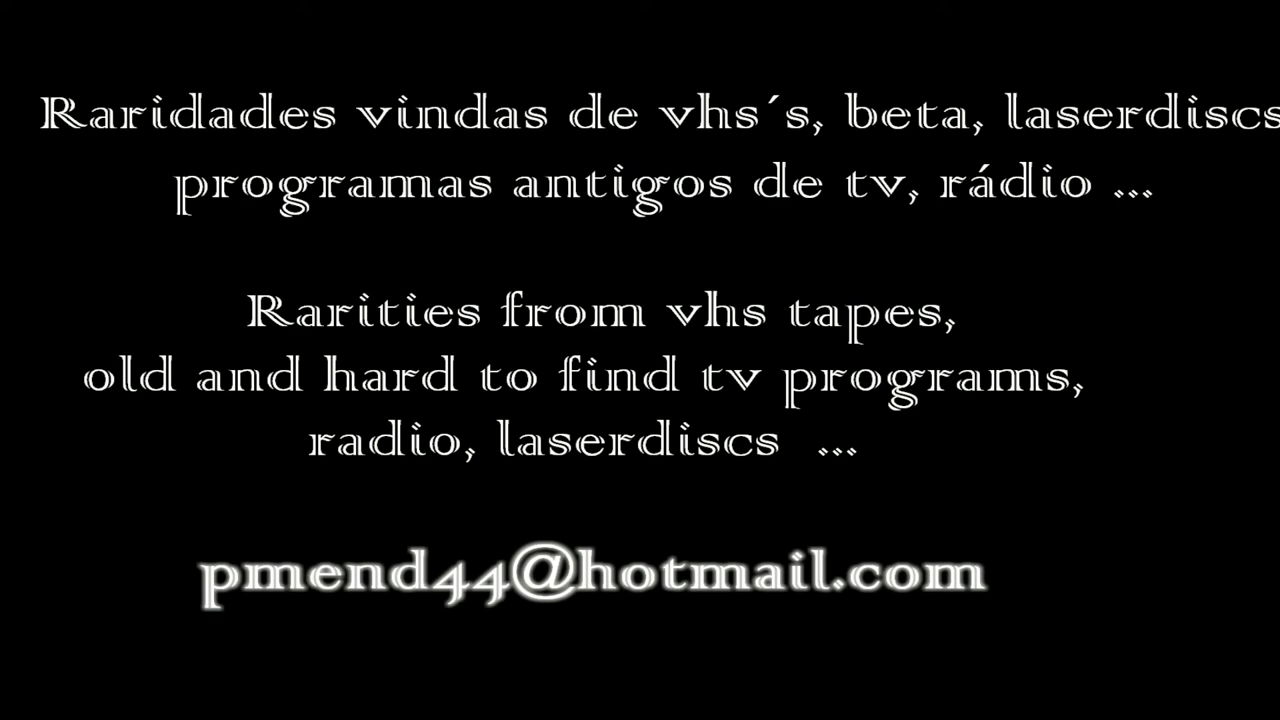 Raridades vindas de vhs´s, beta, laserdiscs
programas antigos de tv, rádio ...
Rarities from vhs tapes,
old and hard to find tv programs,
radio, laserdiscs ...
pmend44@hotmail.com